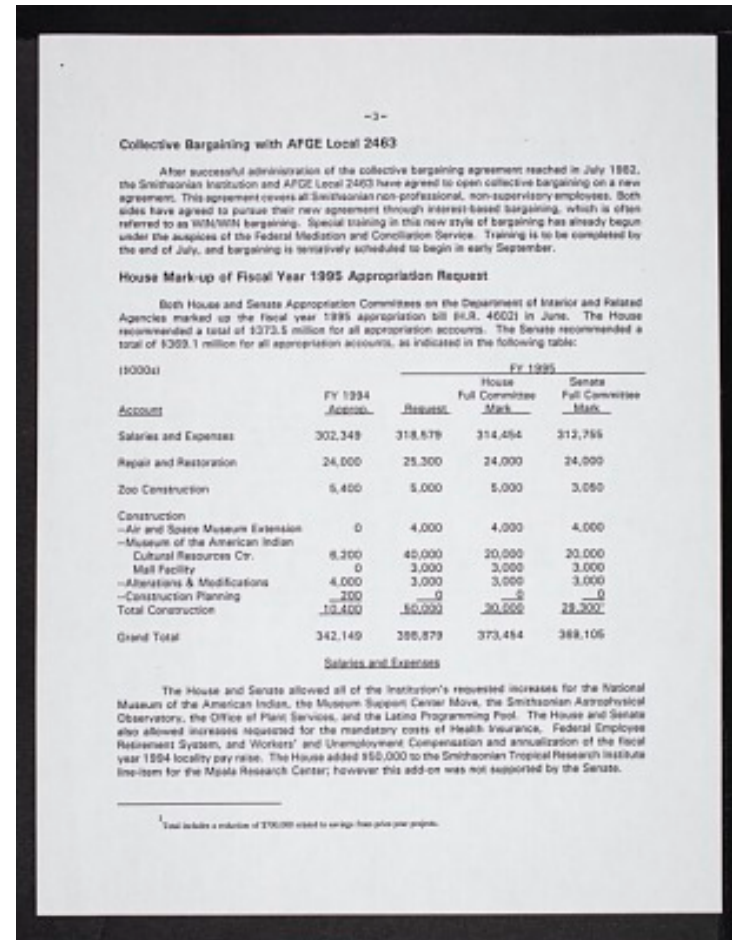 -3-
Collective Bargaining with AFGE Local 2463
After successful administration of the collective bargaining agreement reached in July 1982,
the Smithsonian Institution and AFGE Local 2463 have agreed to open collective bargaining on a new
agreement. This agreement covers all Smithsonian non-professional, non-supervisory employees. Both
sides have agreed to pursue their new agreement through interest-based bargaining, which is often
referred to as WIN/WIN bargaining. Special training in this new style of bargaining has already begun
under the auspices of the Federal Mediation and Conciliation Service. Training is to be completed by
the end of July, and bargaining is tentatively scheduled to begin in early September.
House Mark-up of Fiscal Year 1995 Appropriation Request
Both House and Senate Appropriation Committees on the Department of Interior and Related
Agencies marked up the fiscal year 1995 appropriation bill (H.R. 4602) in June. The House
recommended a total of $373.5 million for all appropriation accounts. The Senate recommended a
total of $369.1 million for all appropriation accounts, as indicated in the following table:
($000s) FY 1995
House Senate
FY 1994 Full Committee Full Committee
Account Approp. Request Mark Mark
Salaries and Expenses 302,349 318,579 314,454 312,755
Repair and Restoration 24,000 25,300 24,000 24,000
Zoo Construction 5,400 5,000 5,000 3,050
Construction
--Air and Space Museum Extension 0 4,000 4,000 4,000
--Museum of the American Indian
Cultural Resources Ctr. 6,200 40,000 20,000 20,000
Mall Facility 0 3,000 3,000 3,000
--Alterations & Modifications 4,000 3,000 3,000 3,000
--Construction Planning 200 0 0 0
Total Construction 10,400 50,000 30,000 29,300
Grand Total 342,149 398,879 373,454 369,105
Salaries and Expenses
The House and Senate allowed all of the Institution's requested increases for the National
Museum of the American Indian, the Museum Support Center Move, the Smithsonian Astrophysical
Observatory, the Office of Plant Services, and the Latino Programming Pool. The House and Senate
also allowed increases requested for the mandatory costs of Health Insurance, Federal Employee
Retirement System, and Workers' and Unemployment Compensation and annualization of the fiscal
year 1994 locality pay raise. The House added $50,000 to the Smithsonian Tropical Research Institute
line-item for the Mpala Research Center; however this add-on was not supported by the Senate.
Total includes a reduction of $700,000 related to savings from prior year projects.